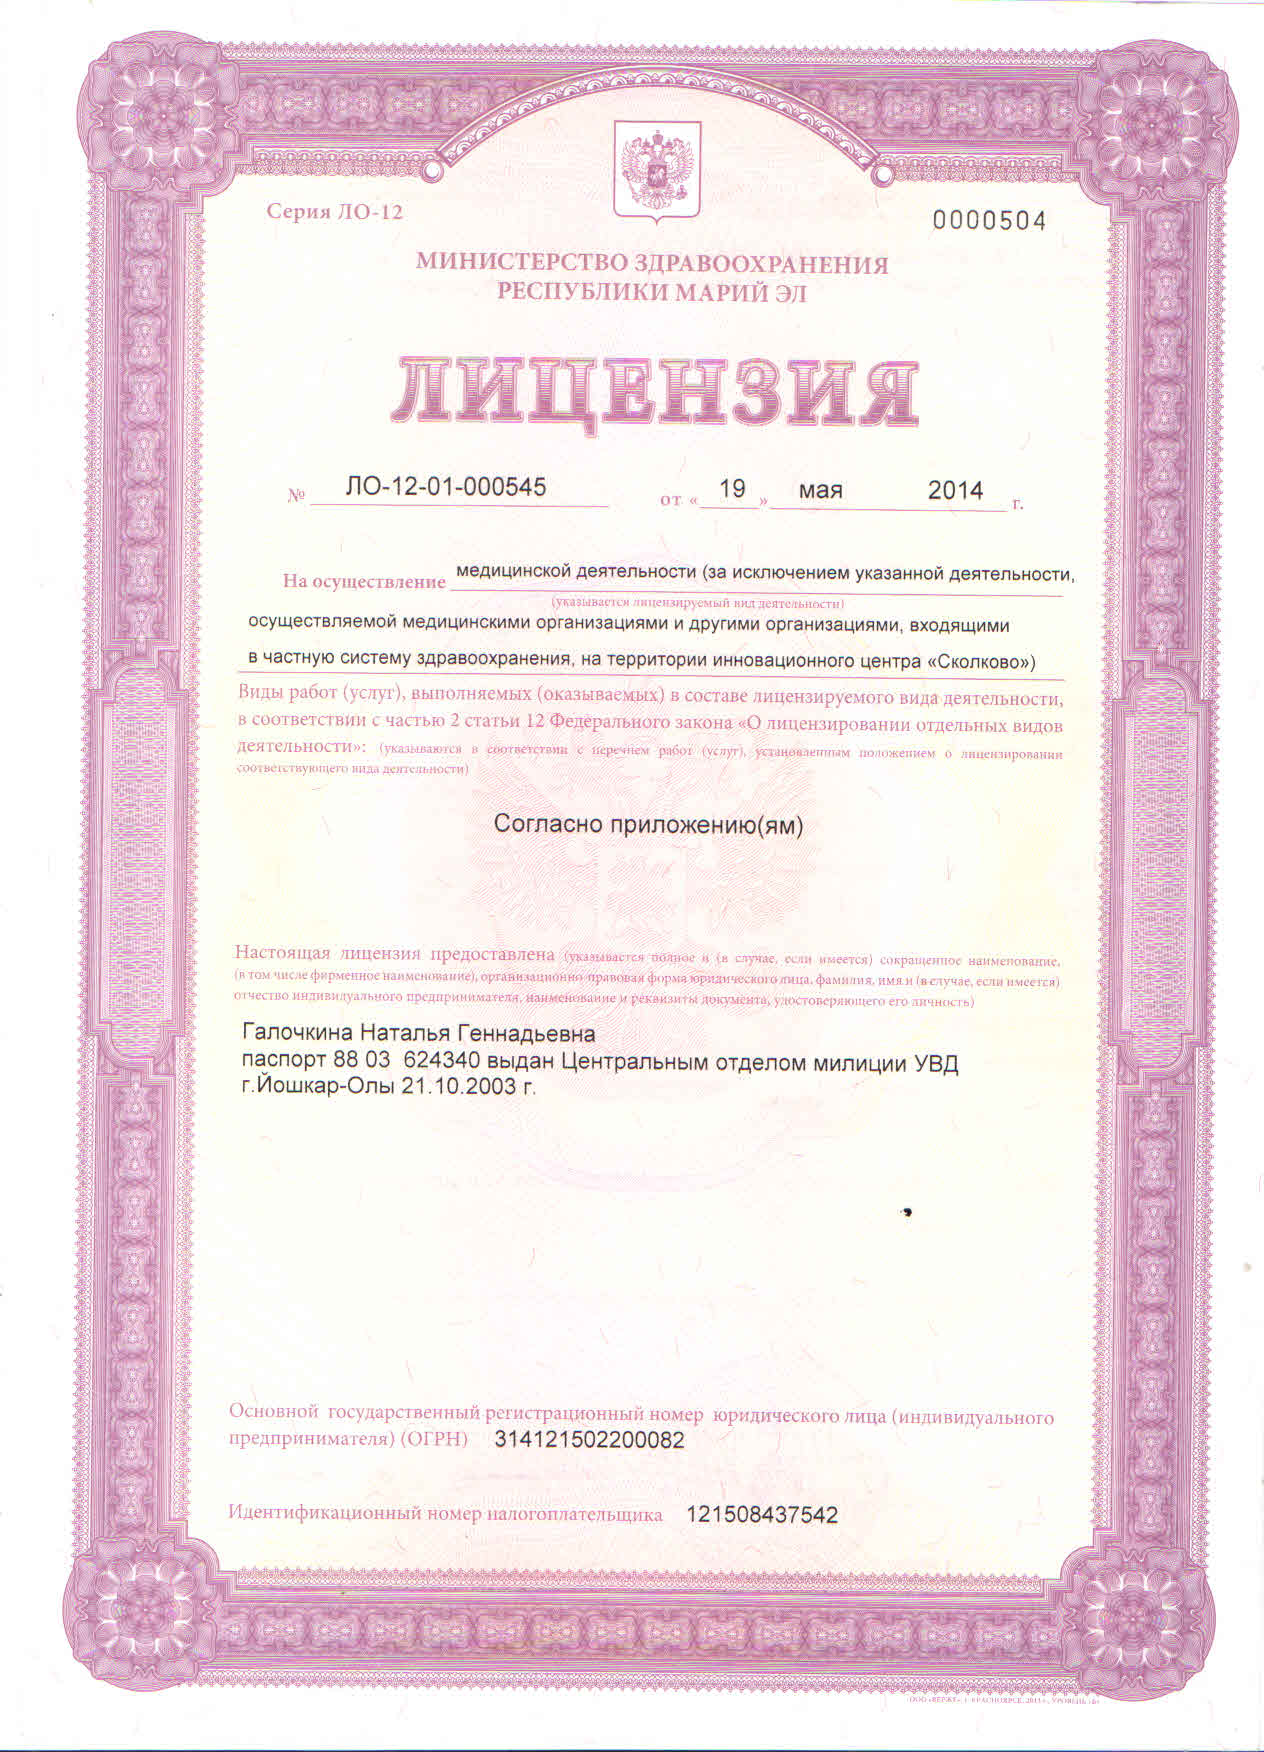 Серия ЛО-12
0000504
МИНИСТЕРСТВО ЗДРАВООХРАНЕНИЯ
РЕСПУБЛИКИ МАРИЙ ЭЛ
ЛИЦЕНЗИЯ
№ ЛО-12-01-000545 от «19» мая 2014 г.
На осуществление медицинской деятельности (за исключением указанной деятельности,
(указывается лицензируемый вид деятельности)
осуществляемой медицинскими организациями и другими организациями, входящими
в частную систему здравоохранения, на территории инновационного центра «Сколково»)
Виды работ (услуг), выполняемых (оказываемых) в составе лицензируемого вида деятельности,
в соответствии с частью 2 статьи 12 Федерального закона «О лицензировании отдельных видов
деятельности»: (указываются в соответствии с перечнем работ (услуг), установленным положением о лицензировании
соответствующего вида деятельности)
Согласно приложению(ям)
Настоящая лицензия предоставлена (указывается полное и (в случае, если имеется) сокращенное наименование,
(в том числе фирменное наименование), организационно-правовая форма юридического лица, фамилия, имя и (в случае, если имеется)
отчество индивидуального предпринимателя, наименование и реквизиты документа, удостоверяющего его личность)
Галочкина Наталья Геннадьевна
паспорт 88 03 624340 выдан Центральным отделом милиции УВД
г.Йошкар-Олы 21.10.2003 г.
Основной государственный регистрационный номер юридического лица (индивидуального
предпринимателя) (ОГРН) 314121502200082
Идентификационный номер налогоплательщика 121508437542
ООО «ВЕРЖЕ», г. КРАСНОЯРСК, 2013 г., УРОВЕНЬ «Б»